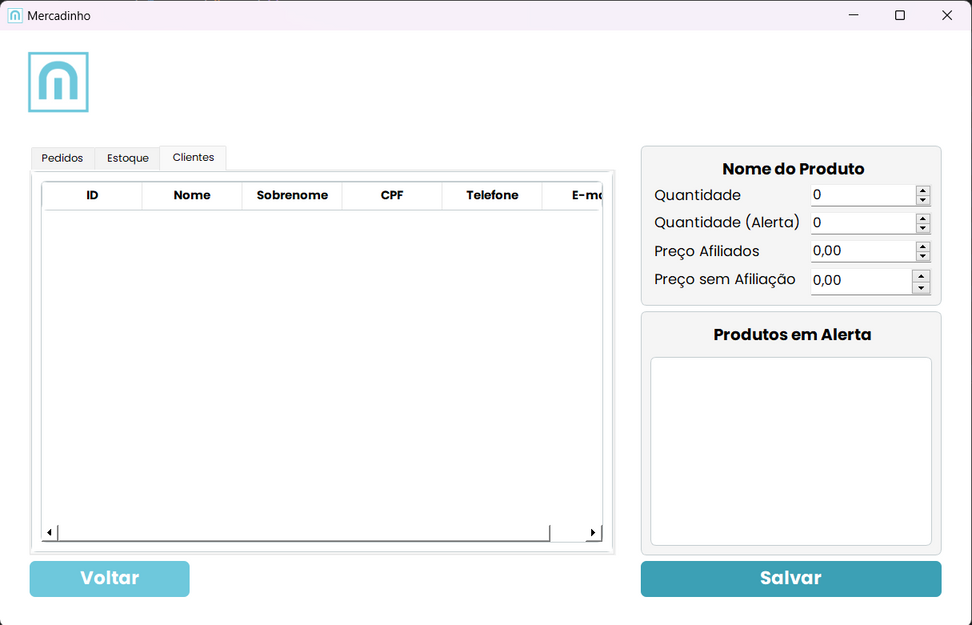 Mercadinho
Pedidos Estoque Clientes
ID Nome Sobrenome CPF Telefone
Nome do Produto
Quantidade 0
Quantidade (Alerta) 0
Preço Afiliados 0,00
Preço sem Afiliação 0,00
Produtos em Alerta
Voltar
Salvar